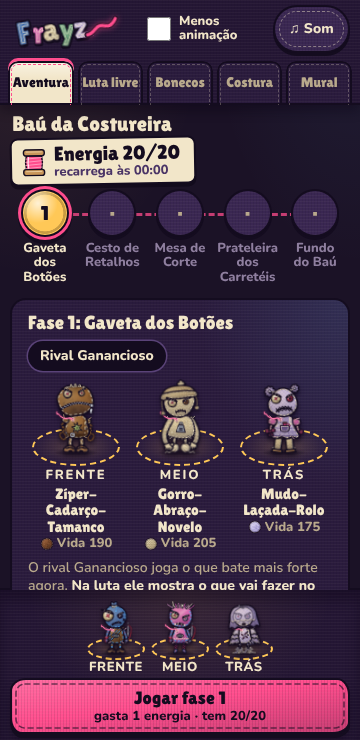 Frayz
Menos
animação
♫ Som
Aventura
Luta livre
Bonecos
Costura
Mural
Baú da Costureira
Energia 20/20
recarrega às 00:00
1
Gaveta
dos
Botões
Cesto de
Retalhos
Mesa de
Corte
Prateleira
dos
Carretéis
Fundo
do Baú
Fase 1: Gaveta dos Botões
Rival Ganancioso
FRENTE
MEIO
TRÁS
Zíper-
Cadarço-
Tamanco
Vida 190
Gorro-
Abraço-
Novelo
Vida 205
Mudo-
Laçada-Rolo
Vida 175
O rival Ganancioso joga o que bate mais forte
agora. Na luta ele mostra o que vai fazer no
FRENTE
MEIO
TRÁS
Jogar fase 1
gasta 1 energia · tem 20/20